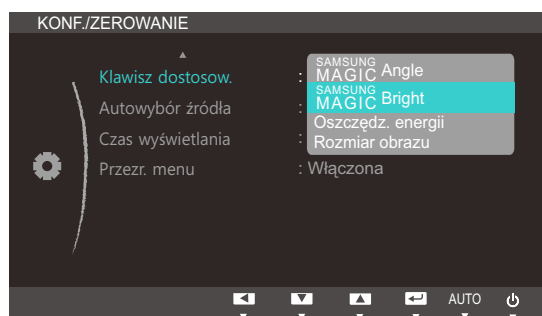 KONF./ZEROWANIE
Klawisz dostosow. : SAMSUNG MAGIC Angle
SAMSUNG MAGIC Bright
Autowybór źródła :
Oszczędz. energii
Czas wyświetlania :
Rozmiar obrazu
Przezr. menu : Włączona
AUTO